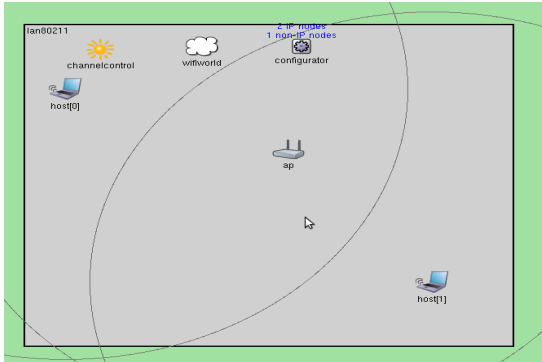 lan80211
2 IP nodes
1 non-IP nodes
channelcontrol
wifiworld
configurator
host[0]
ap
host[1]